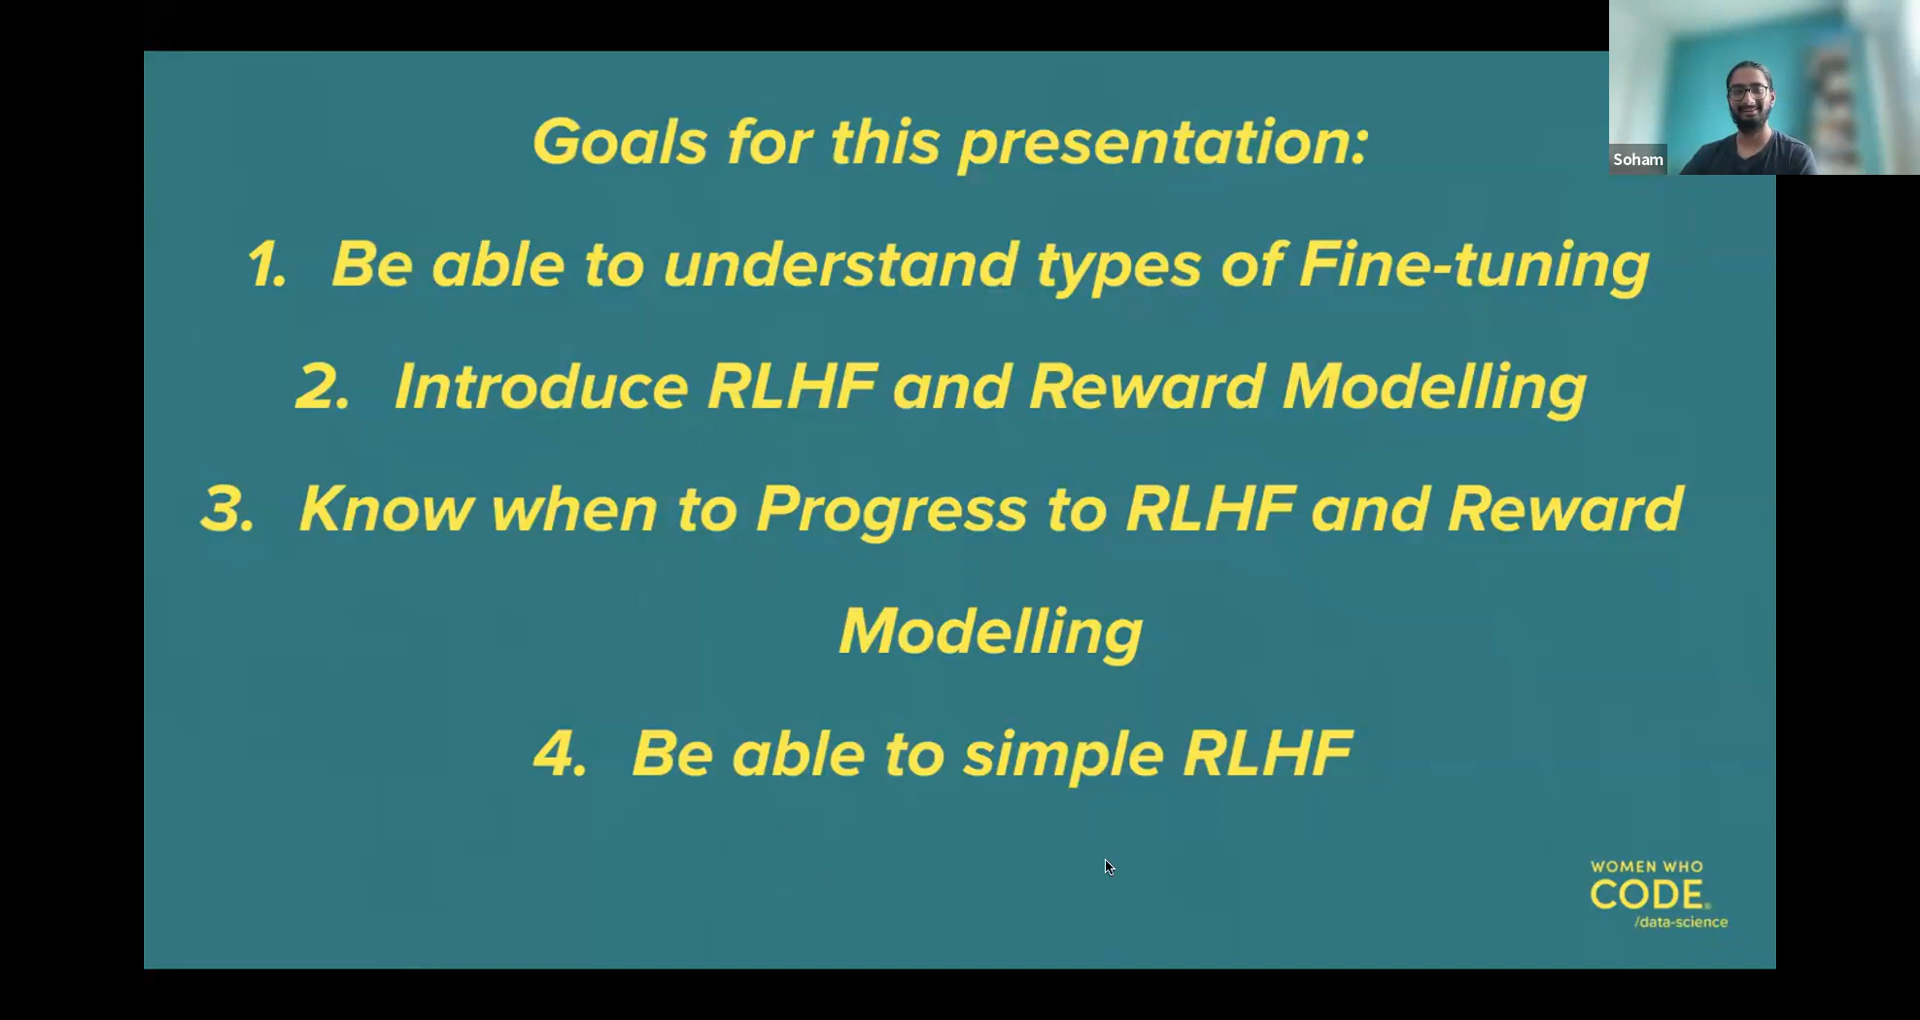 Goals for this presentation:
1. Be able to understand types of Fine-tuning
2. Introduce RLHF and Reward Modelling
3. Know when to Progress to RLHF and Reward
Modelling
4. Be able to simple RLHF
Soham
WOMEN WHO
CODE®
/data-science